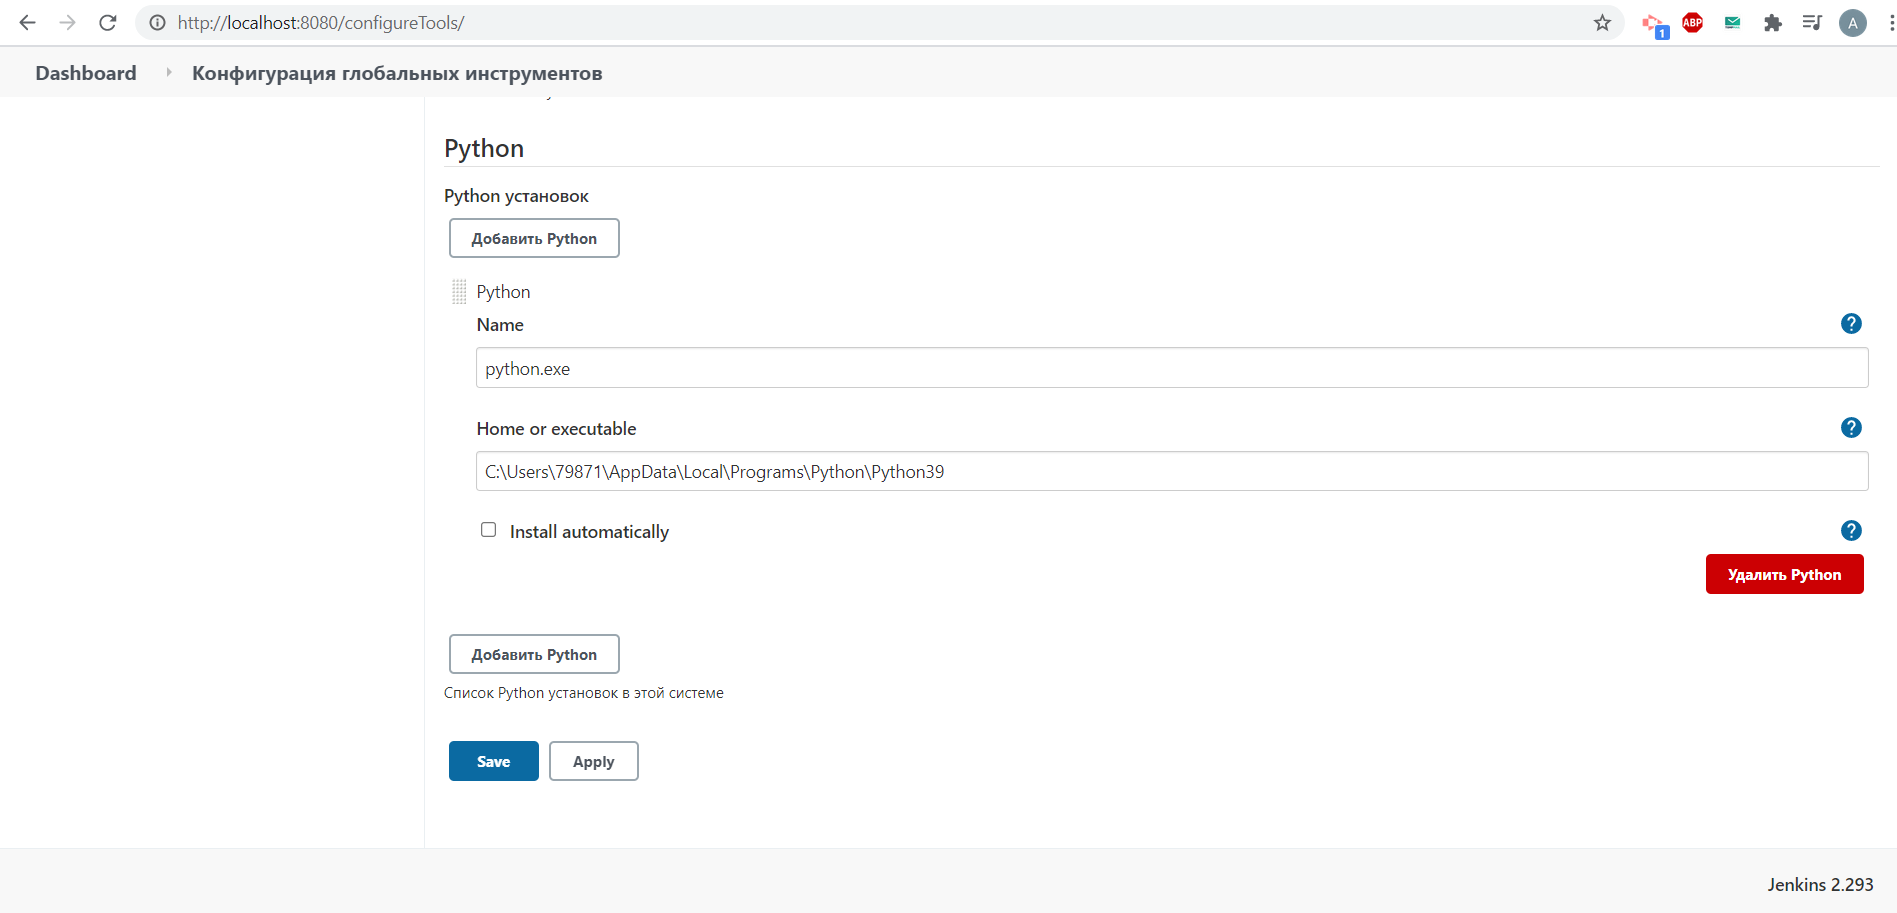 http://localhost:8080/configureTools/
1
ABP
A
Dashboard
Конфигурация глобальных инструментов
Python
Python установок
Добавить Python
Python
Name
?
python.exe
Home or executable
?
C:\Users\79871\AppData\Local\Programs\Python\Python39
Install automatically
?
Удалить Python
Добавить Python
Список Python установок в этой системе
Save
Apply
Jenkins 2.293